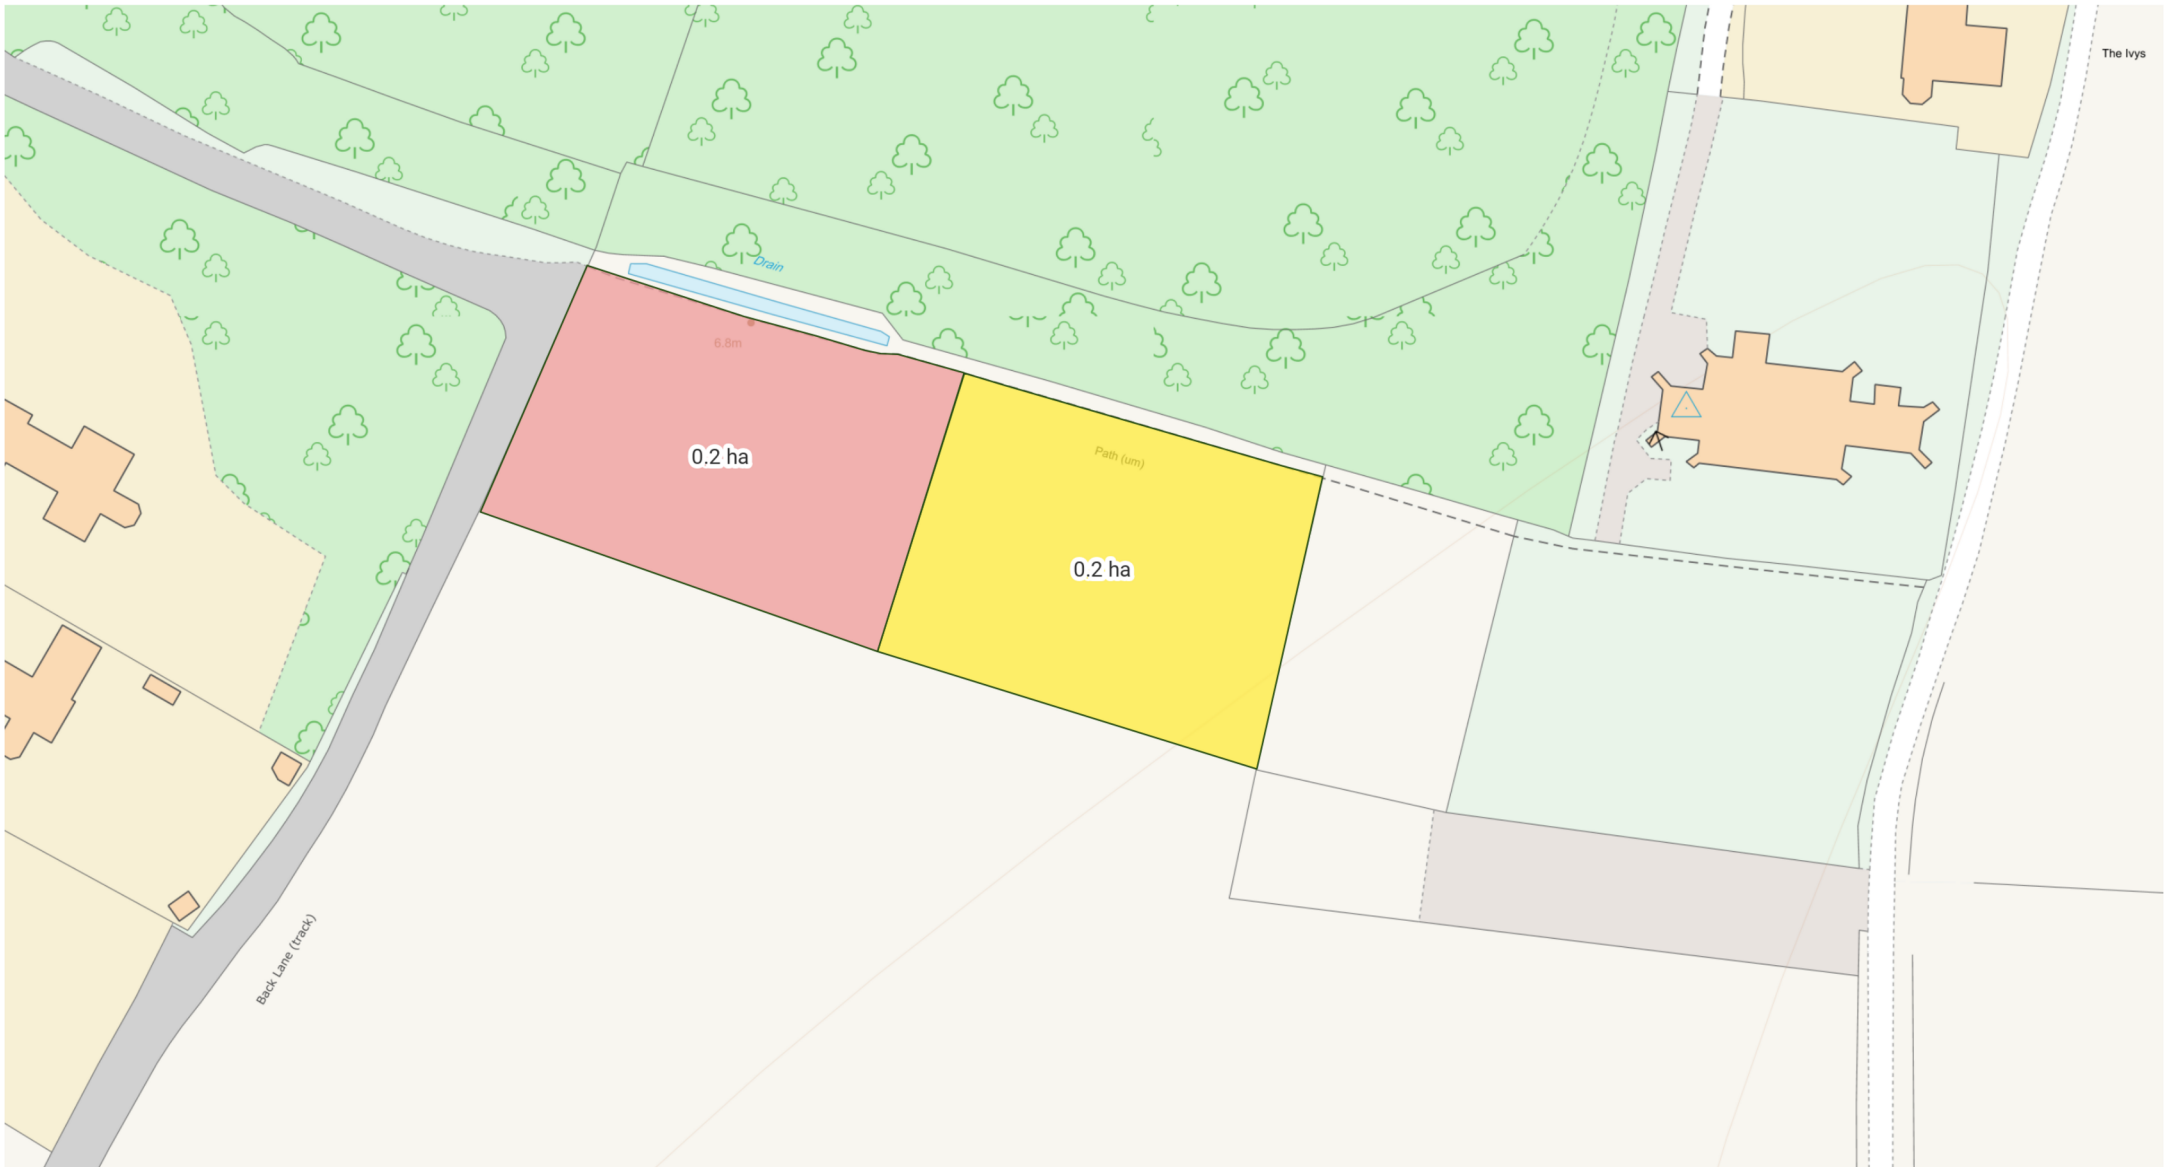 The Ivys
Drain
6.8m
0.2 ha
Path (um)
0.2 ha
Back Lane (track)